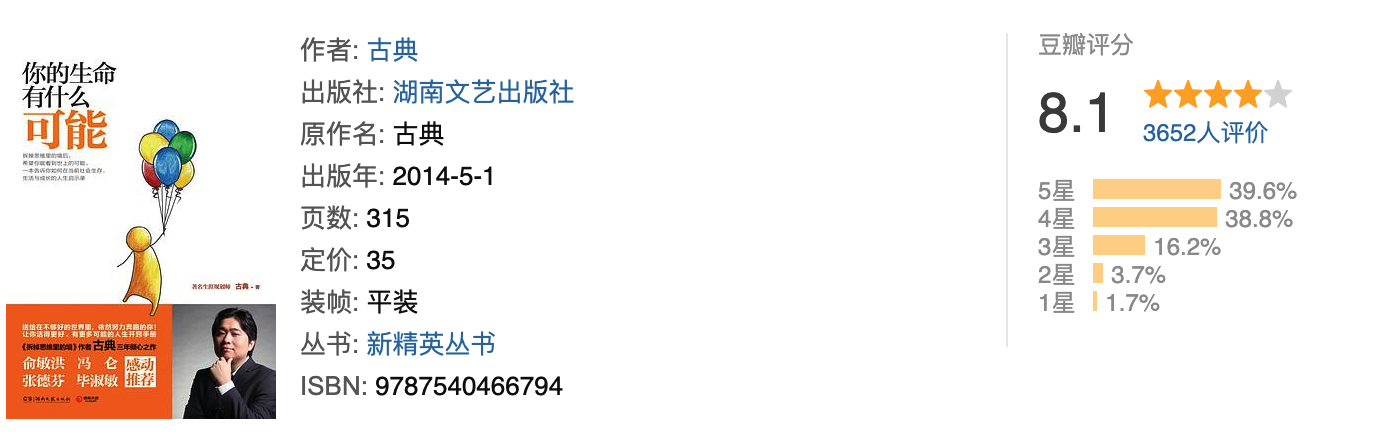 你的生命
有什么
可能
拆掉思维里的墙后，
希望你能看到世上的可能。
一本告诉你如何在当前社会生存、
生活与成长的人生启示录
著名生涯规划师 古典·著
送给在不够好的世界里，依然努力奔跑的你！
让你活得更好、有更多可能的人生开窍手册
《拆掉思维里的墙》作者古典三年倾心之作
俞敏洪 冯仑 感动
张德芬 毕淑敏 推荐
湖南文艺出版社
作者: 古典
出版社: 湖南文艺出版社
原作名: 古典
出版年: 2014-5-1
页数: 315
定价: 35
装帧: 平装
丛书: 新精英丛书
ISBN: 9787540466794
豆瓣评分
8.1
3652人评价
5星 39.6%
4星 38.8%
3星 16.2%
2星 3.7%
1星 1.7%